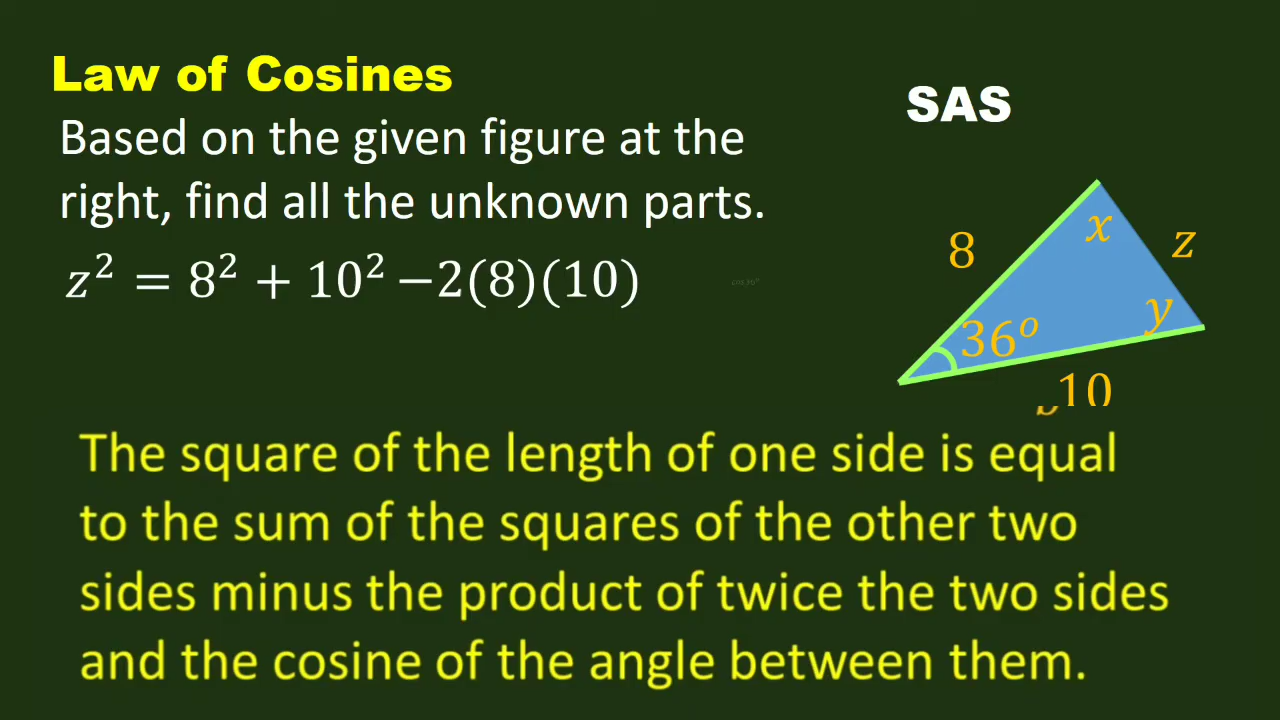 Law of Cosines
SAS
Based on the given figure at the
right, find all the unknown parts.
z² = 8² + 10² −2(8)(10)
8
x
z
36º
y
10
The square of the length of one side is equal
to the sum of the squares of the other two
sides minus the product of twice the two sides
and the cosine of the angle between them.